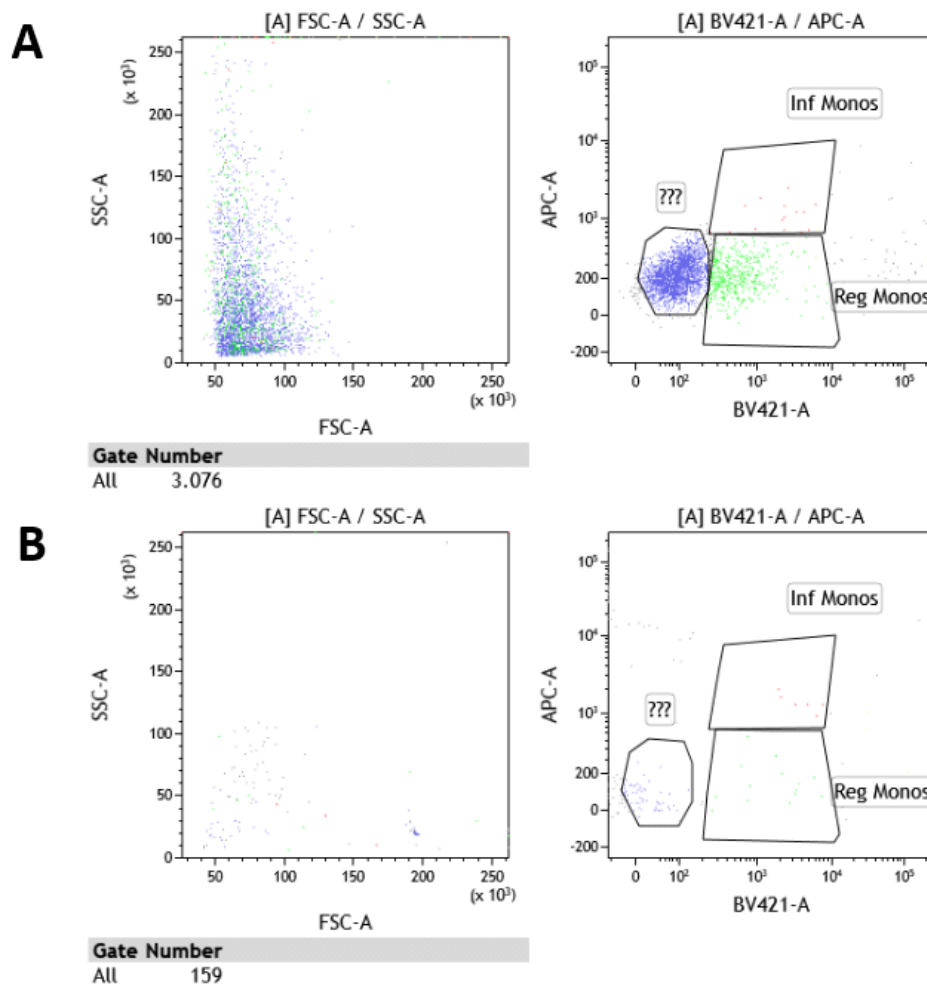 A
[A] FSC-A / SSC-A
(x 10³)
SSC-A
250
200
150
100
50
0
50
100
150
200
250
(x 10³)
FSC-A
Gate Number
All 3.076
[A] BV421-A / APC-A
APC-A
10⁵
10⁴
10³
200
0
-200
Inf Monos
???
Reg Monos
0
10²
10³
10⁴
10⁵
BV421-A
B
[A] FSC-A / SSC-A
(x 10³)
SSC-A
250
200
150
100
50
0
50
100
150
200
250
(x 10³)
FSC-A
Gate Number
All 159
[A] BV421-A / APC-A
APC-A
10⁵
10⁴
10³
200
0
-200
Inf Monos
???
Reg Monos
0
10²
10³
10⁴
10⁵
BV421-A